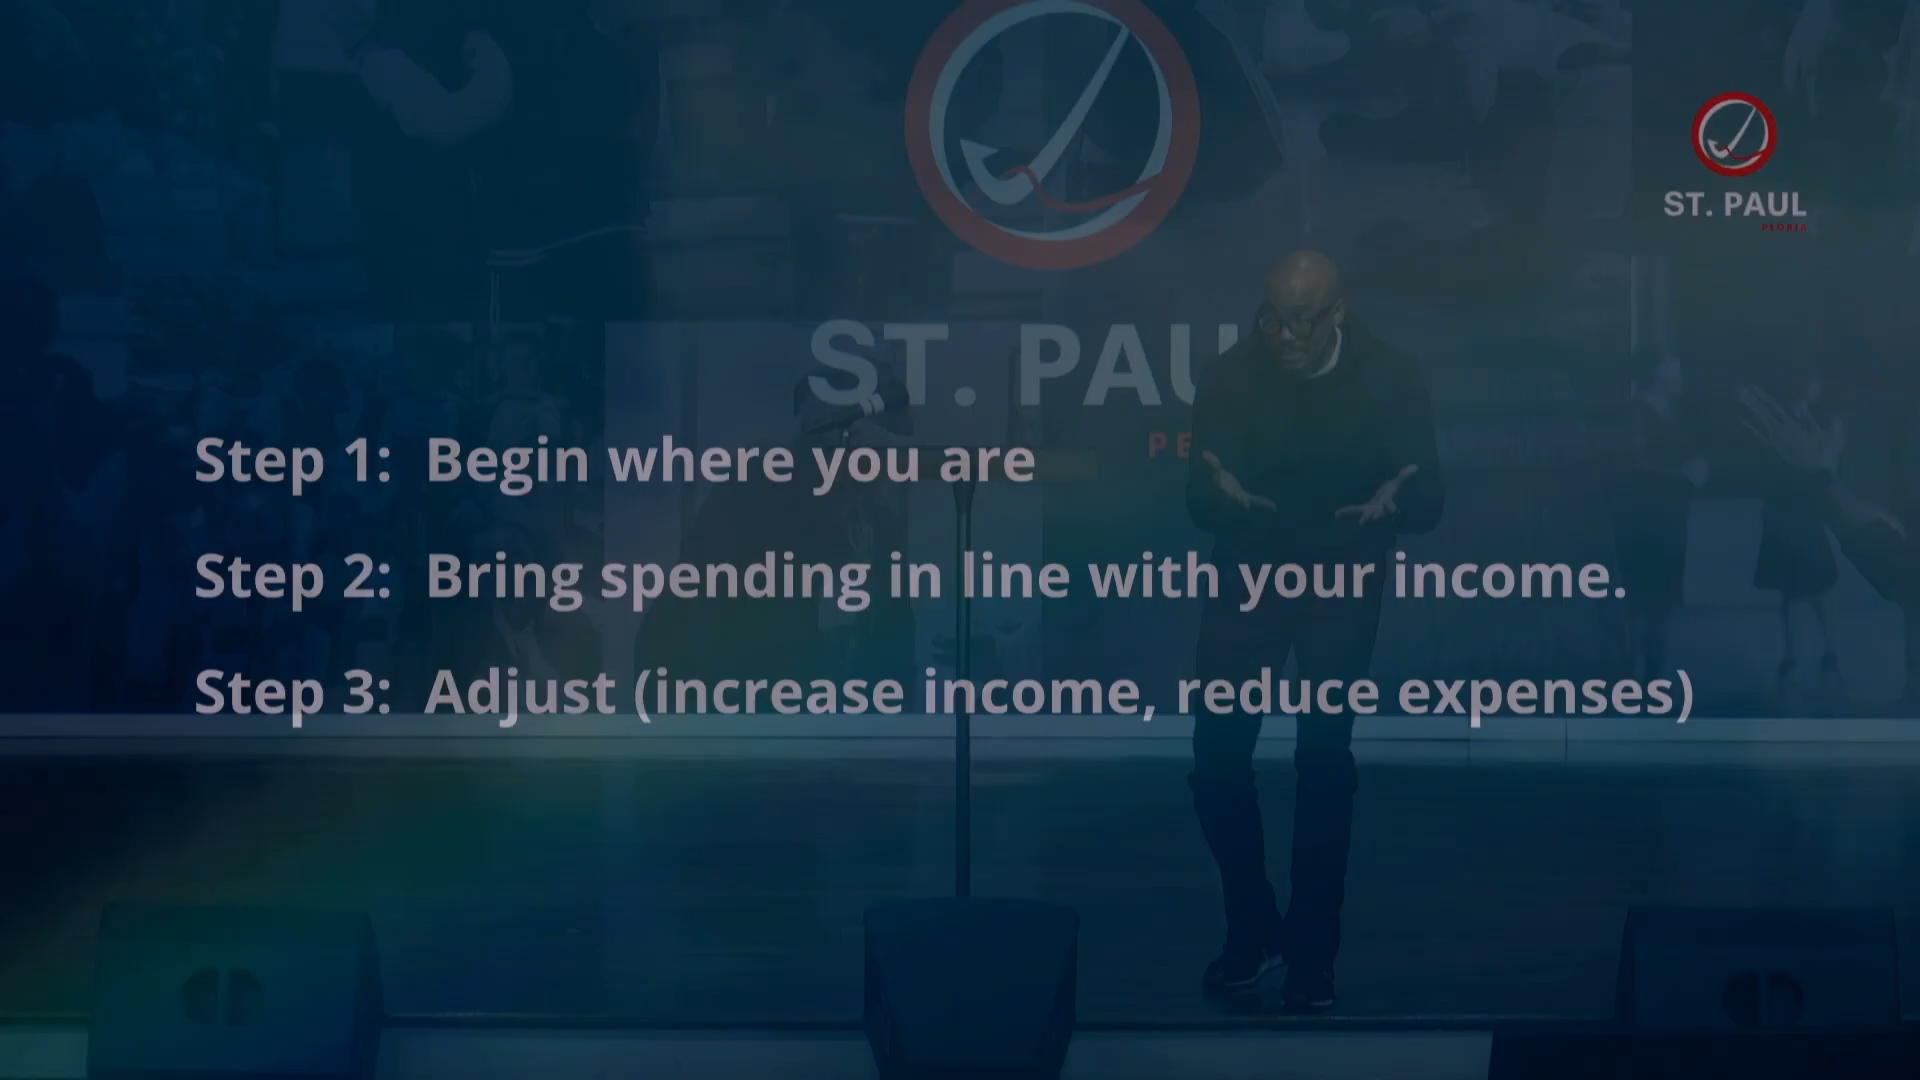 ST. PAUL
PEORIA
ST. PAU
PE
Step 1: Begin where you are
Step 2: Bring spending in line with your income.
Step 3: Adjust (increase income, reduce expenses)